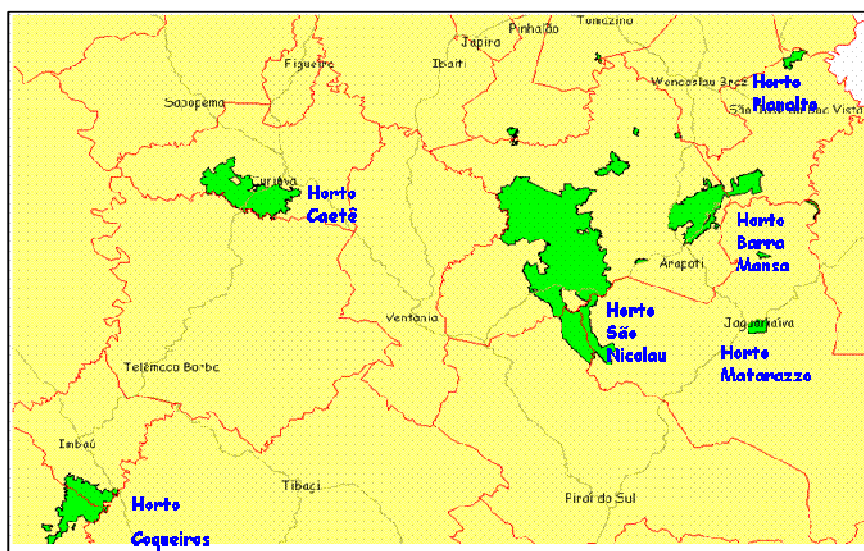 Tomazina
Pinhalão
Japira
Figueira
Ibaiti
Wenceslau Braz
Horto
Planalto
Sapopema
Curiúva
Horto
Caetê
Horto
Barra
Mansa
Arapoti
Ventania
Horto
São
Nicolau
Jaguariaiva
Horto
Matarazzo
Telêmaco Borba
Imbaú
Tibagi
Horto
Coqueiros
Piraí do Sul